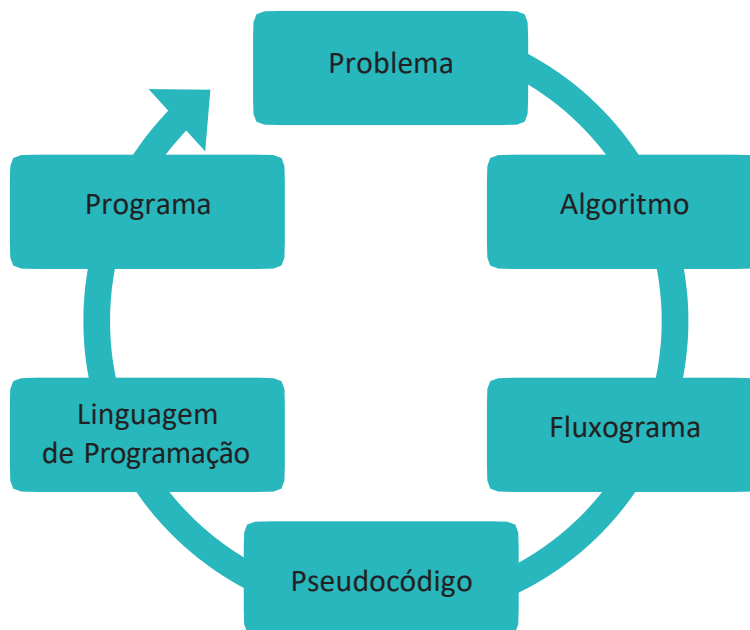 Problema
Algoritmo
Fluxograma
Pseudocódigo
Linguagem
de Programação
Programa